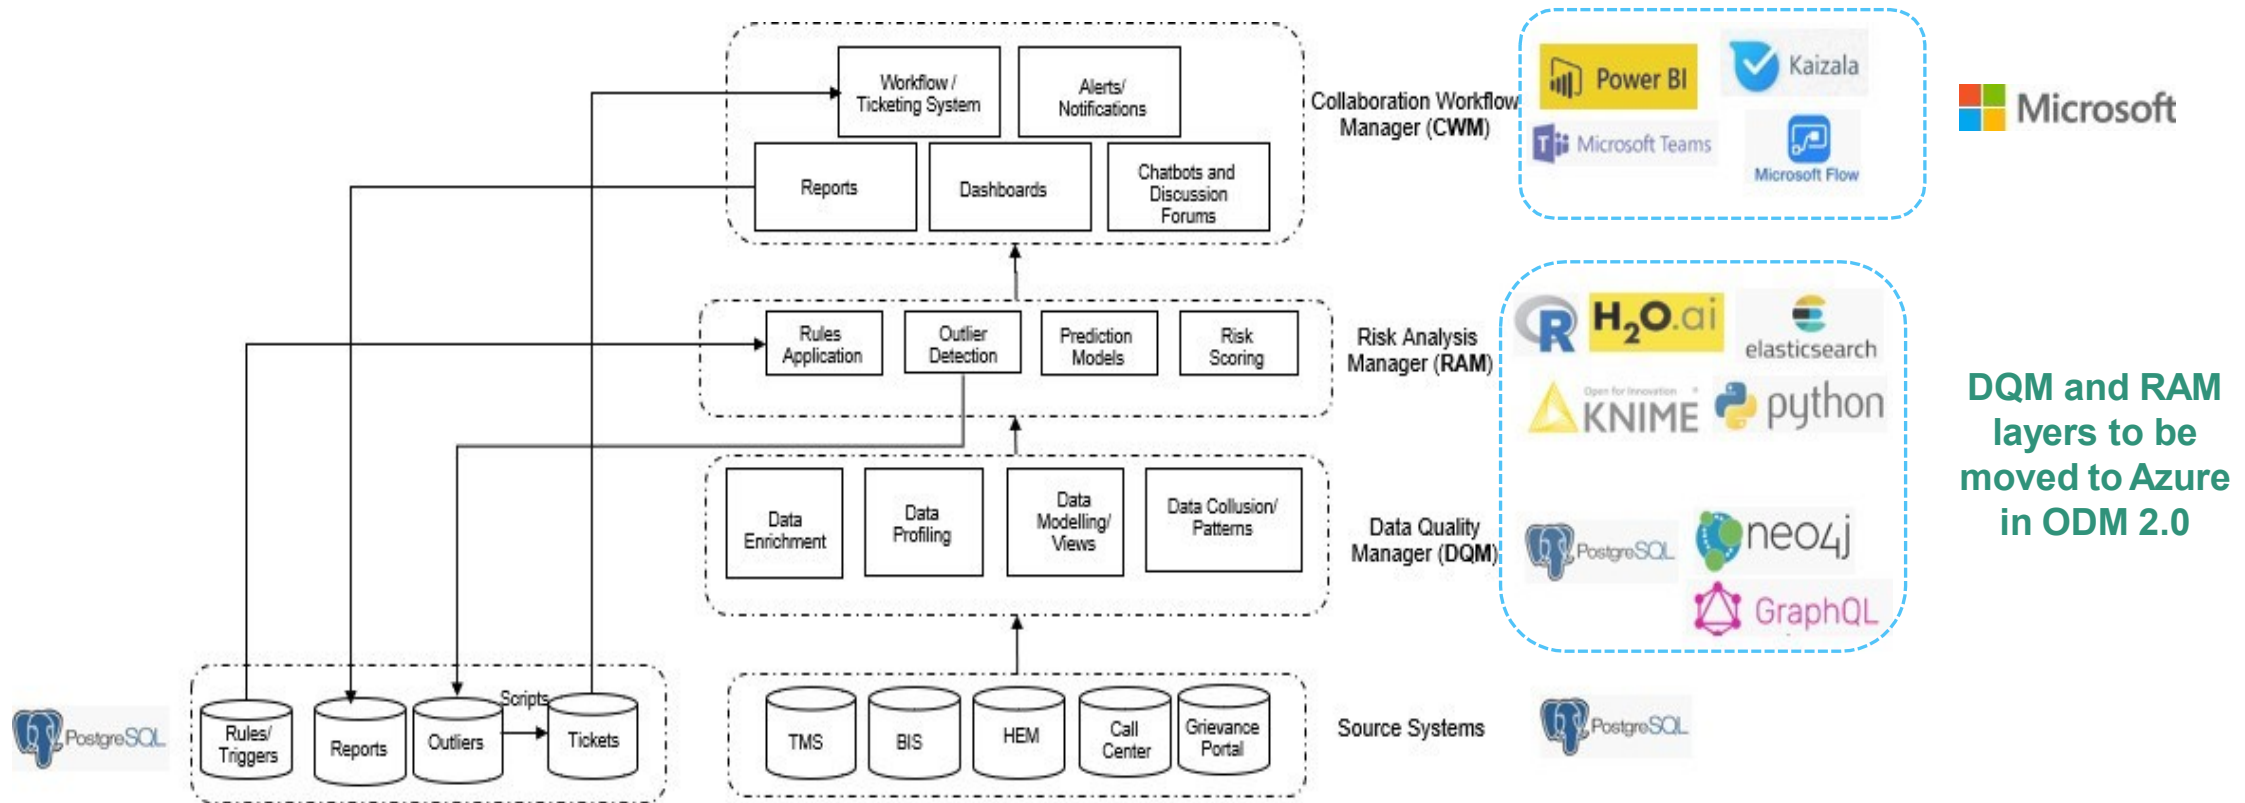 Workflow /
Ticketing System
Alerts/
Notifications
Reports
Dashboards
Chatbots and
Discussion
Forums
Collaboration Workflow
Manager (CWM)
Power BI
Kaizala
Microsoft Teams
Microsoft Flow
Microsoft
Rules
Application
Outlier
Detection
Prediction
Models
Risk
Scoring
Risk Analysis
Manager (RAM)
R
H2O.ai
elasticsearch
Open for Innovation
KNIME
python
DQM and RAM
layers to be
moved to Azure
in ODM 2.0
Data
Enrichment
Data
Profiling
Data
Modelling/
Views
Data Collusion/
Patterns
Data Quality
Manager (DQM)
PostgreSQL
neo4j
GraphQL
PostgreSQL
Rules/
Triggers
Reports
Outliers
Scripts
Tickets
TMS
BIS
HEM
Call
Center
Grievance
Portal
Source Systems
PostgreSQL